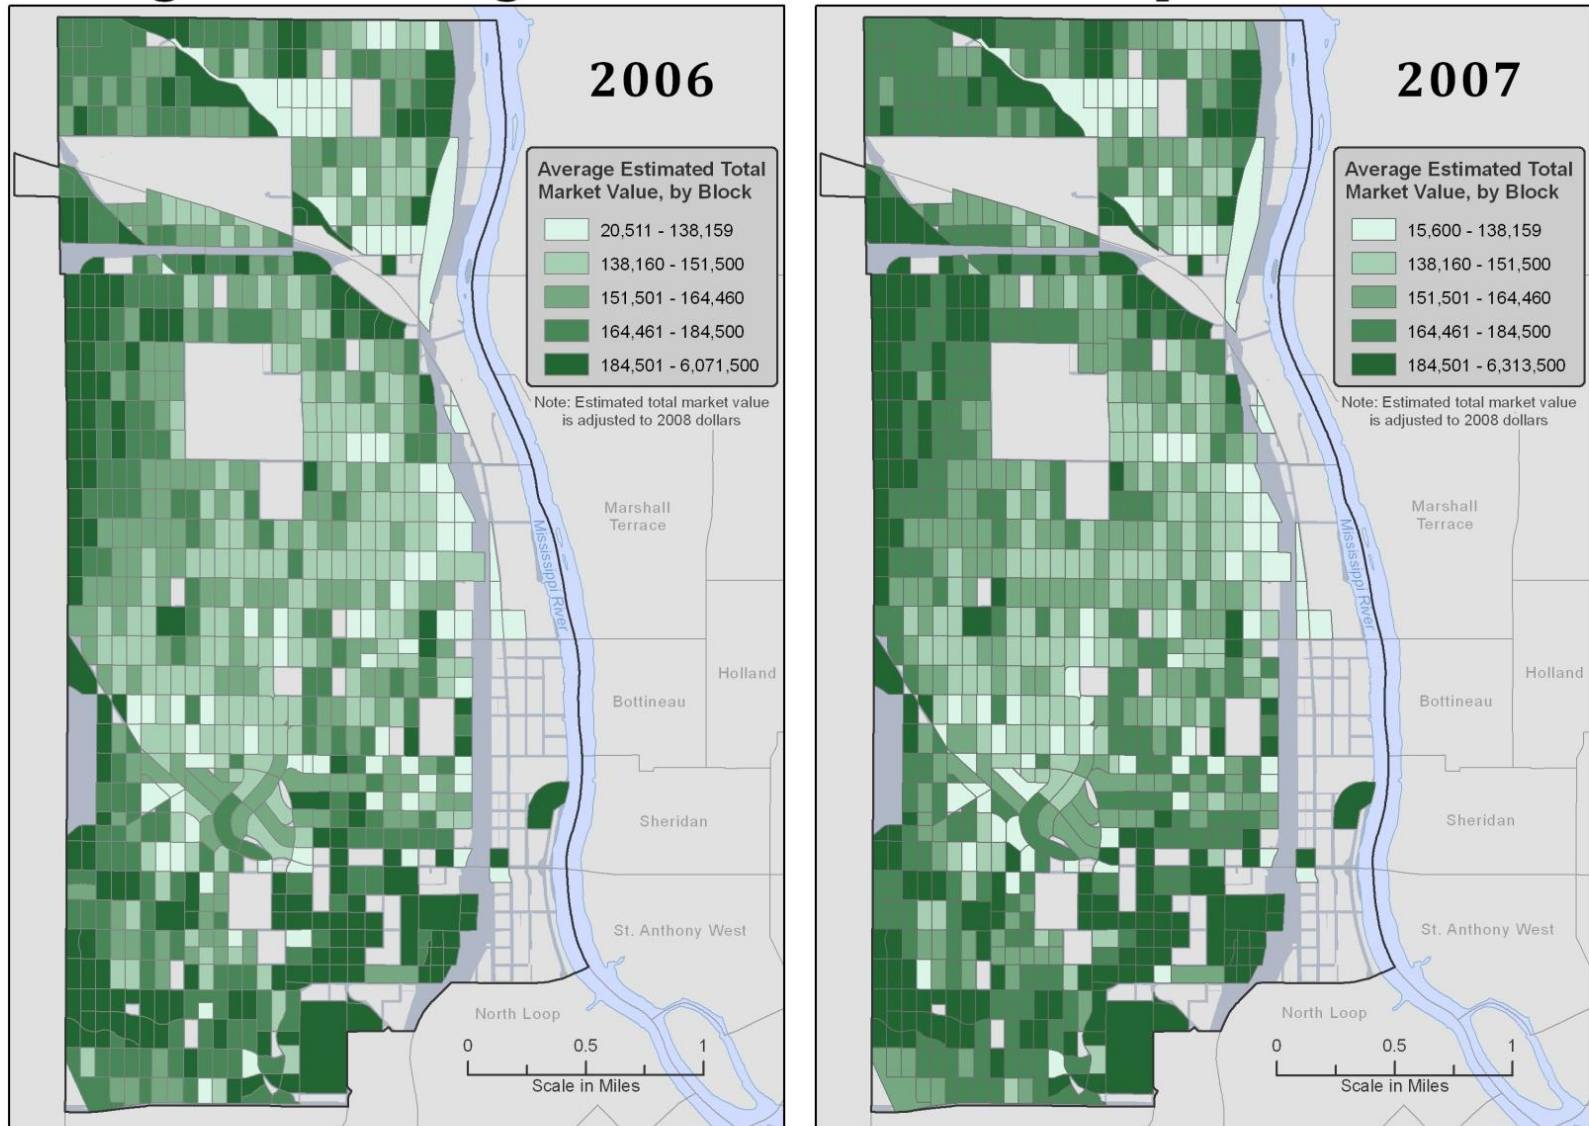 2006
Average Estimated Total
Market Value, by Block
20,511 - 138,159
138,160 - 151,500
151,501 - 164,460
164,461 - 184,500
184,501 - 6,071,500
Note: Estimated total market value
is adjusted to 2008 dollars
Marshall
Terrace
Mississippi River
Holland
Bottineau
Sheridan
St. Anthony West
North Loop
0 0.5 1
Scale in Miles
2007
Average Estimated Total
Market Value, by Block
15,600 - 138,159
138,160 - 151,500
151,501 - 164,460
164,461 - 184,500
184,501 - 6,313,500
Note: Estimated total market value
is adjusted to 2008 dollars
Marshall
Terrace
Mississippi River
Holland
Bottineau
Sheridan
St. Anthony West
North Loop
0 0.5 1
Scale in Miles